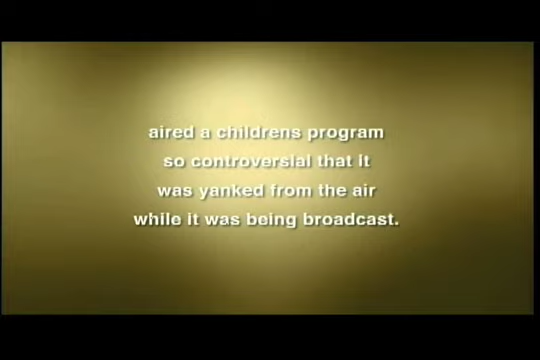 aired a childrens program
so controversial that it
was yanked from the air
while it was being broadcast.